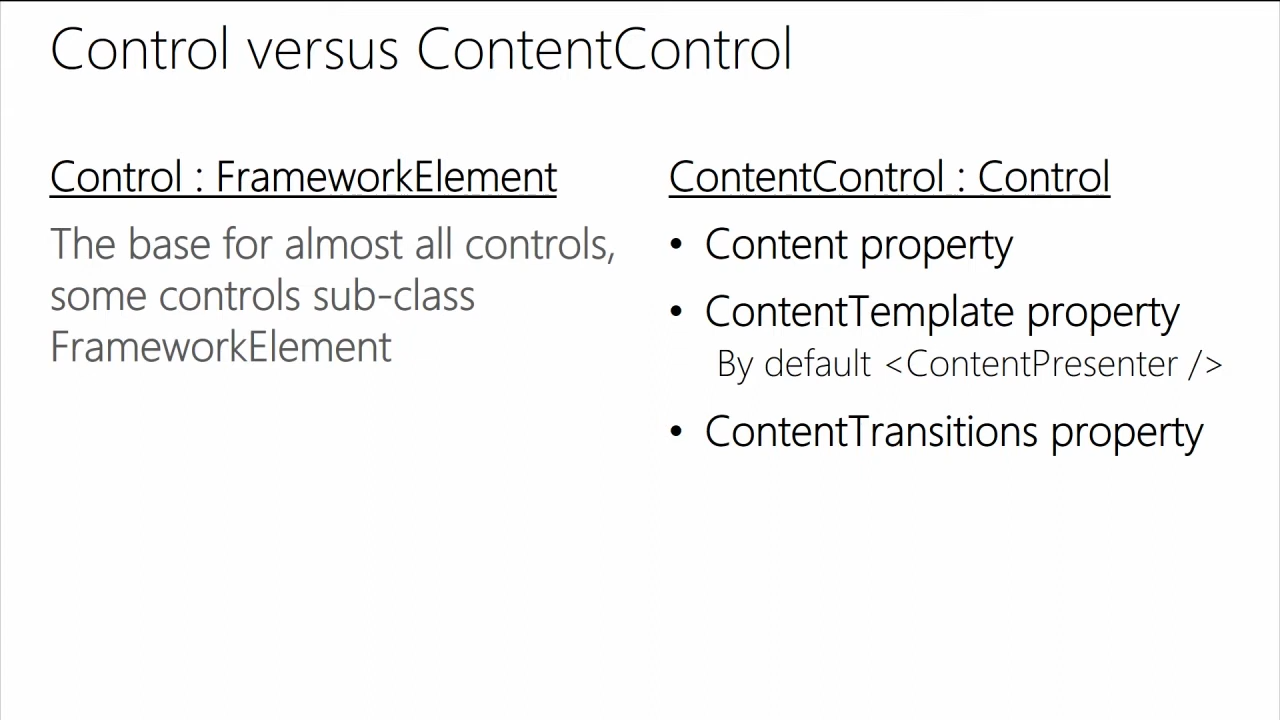 Control versus ContentControl
Control : FrameworkElement
The base for almost all controls,
some controls sub-class
FrameworkElement
ContentControl : Control
• Content property
• ContentTemplate property
By default <ContentPresenter />
• ContentTransitions property